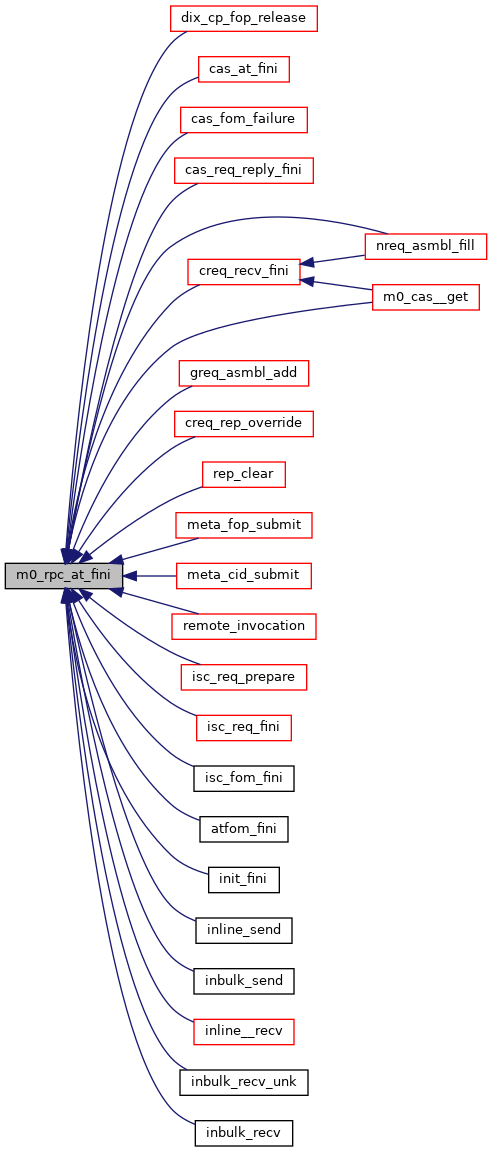 dix_cp_fop_release
cas_at_fini
cas_fom_failure
cas_req_reply_fini
nreq_asmbl_fill
creq_recv_fini
m0_cas__get
greq_asmbl_add
creq_rep_override
rep_clear
meta_fop_submit
m0_rpc_at_fini
meta_cid_submit
remote_invocation
isc_req_prepare
isc_req_fini
isc_fom_fini
atfom_fini
init_fini
inline_send
inbulk_send
inline__recv
inbulk_recv_unk
inbulk_recv